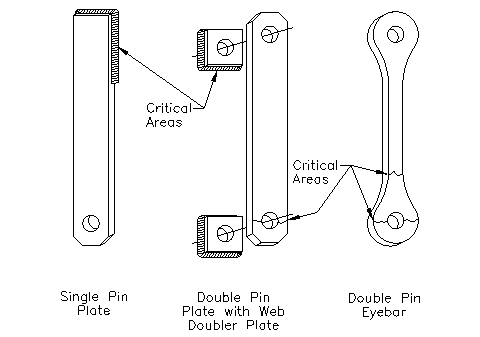 Critical
Areas
Critical
Areas
Single Pin
Plate
Double Pin
Plate with Web
Doubler Plate
Double Pin
Eyebar